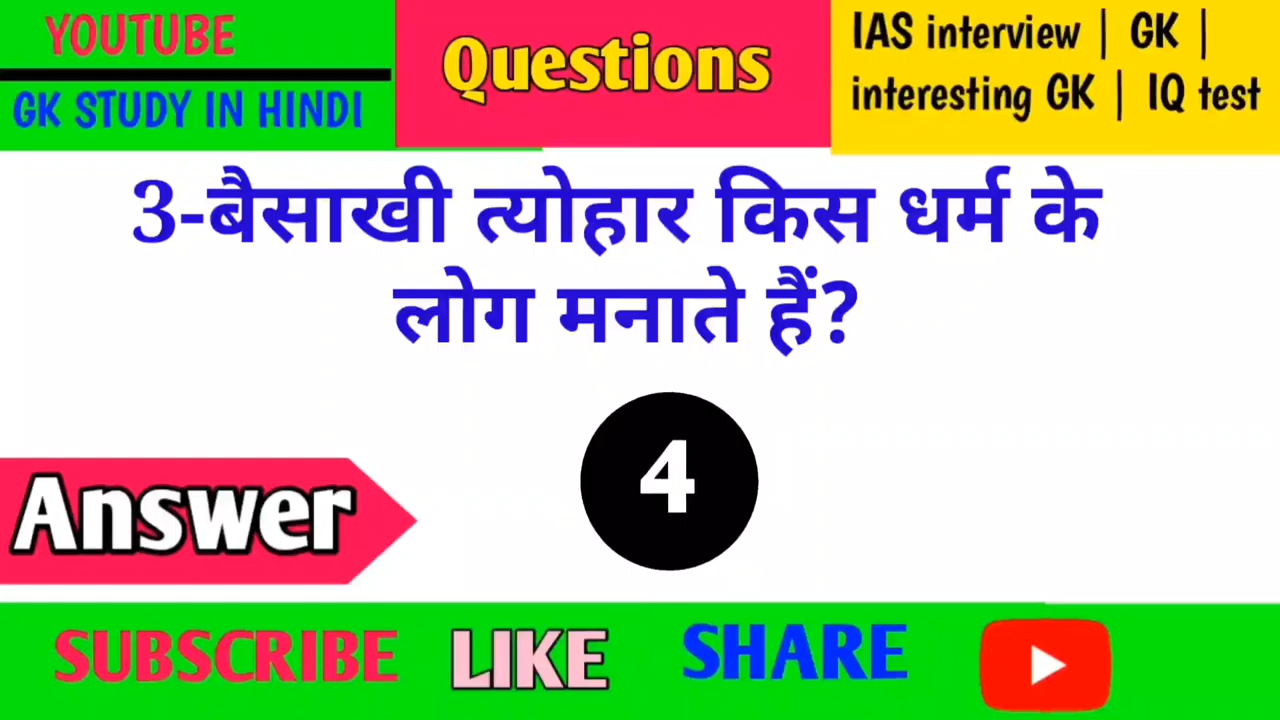 YOUTUBE
GK STUDY IN HINDI
Questions
IAS interview | GK |
interesting GK | IQ test
3-बैसाखी त्योहार किस धर्म के
लोग मनाते हैं?
4
Answer
SUBSCRIBE LIKE SHARE